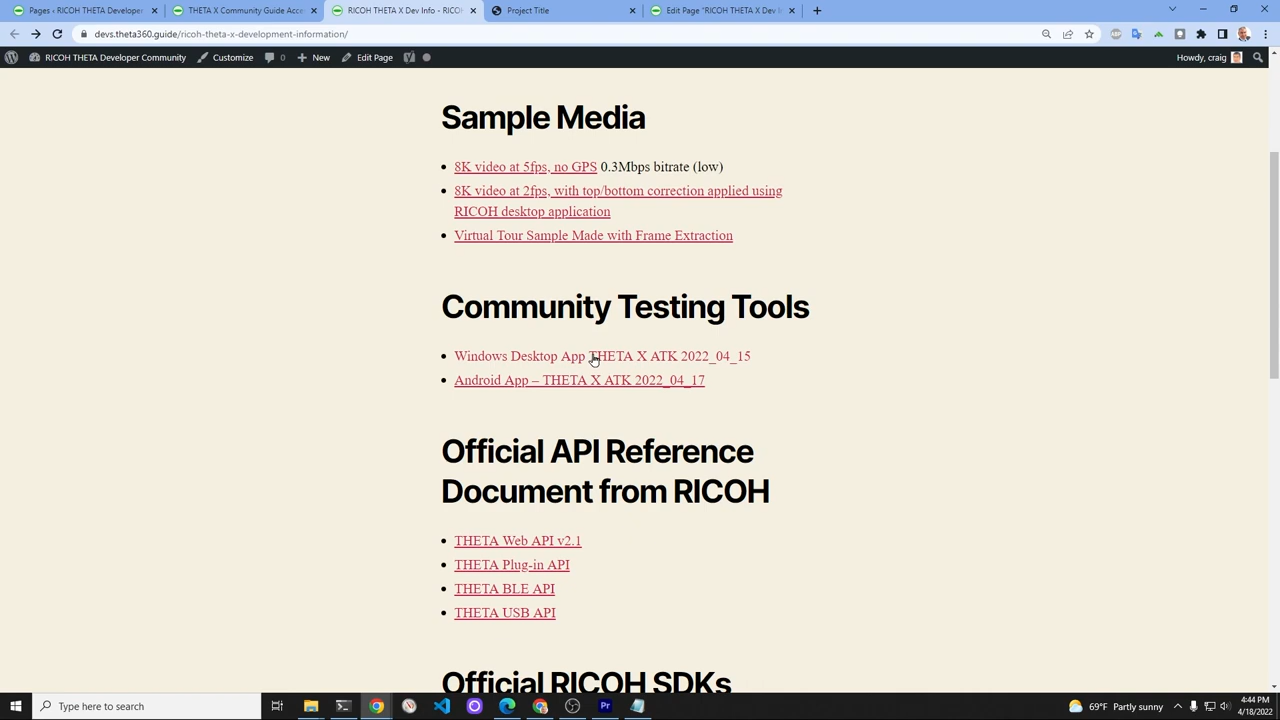 Pages < RICOH THETA Developer
THETA X Community Guide Acce
RICOH THETA X Dev Info - RICOH
Project Title
Edit Page "RICOH THETA X Dev In
devs.theta360.guide/ricoh-theta-x-development-information/
RICOH THETA Developer Community
Customize
0
New
Edit Page
Howdy, craig
Sample Media
8K video at 5fps, no GPS 0.3Mbps bitrate (low)
8K video at 2fps, with top/bottom correction applied using
RICOH desktop application
Virtual Tour Sample Made with Frame Extraction
Community Testing Tools
Windows Desktop App THETA X ATK 2022_04_15
Android App – THETA X ATK 2022_04_17
Official API Reference
Document from RICOH
THETA Web API v2.1
THETA Plug-in API
THETA BLE API
THETA USB API
Official RICOH SDKs
Type here to search
Pr
69°F Partly sunny
4:44 PM
4/18/2022